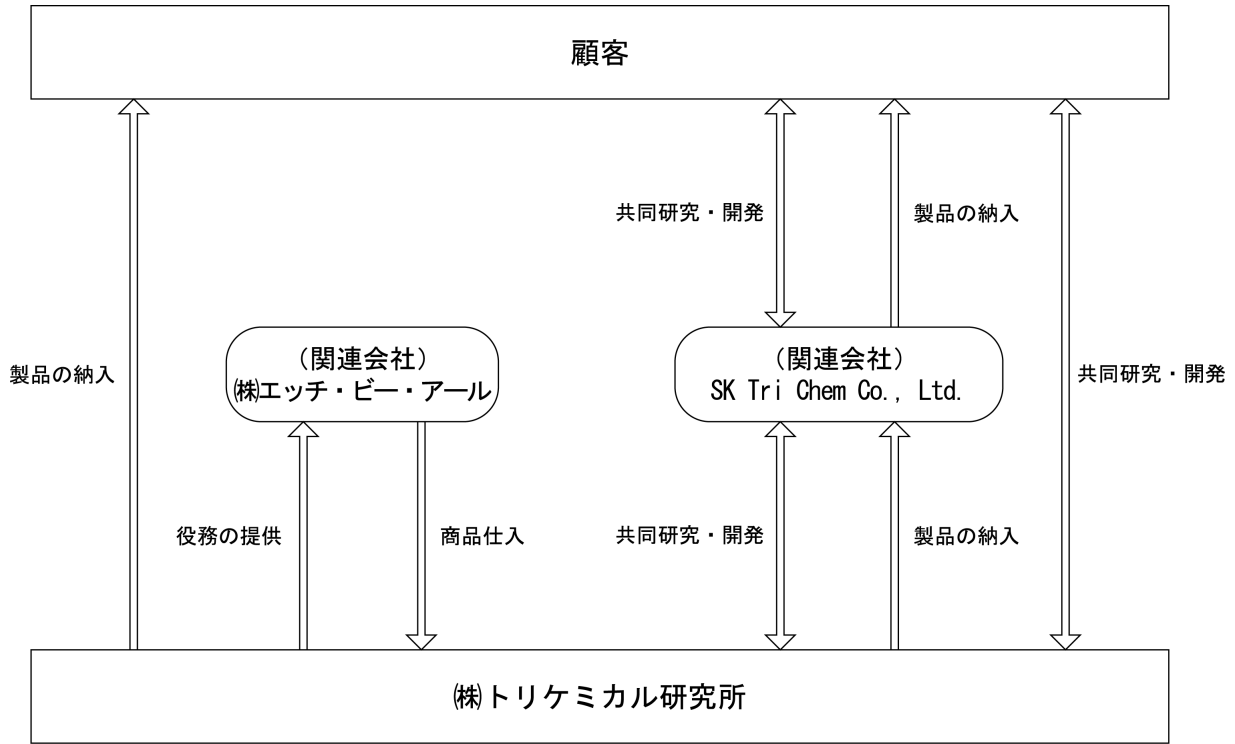 顧客
共同研究・開発
製品の納入
製品の納入
(関連会社)
㈱エッチ・ビー・アール
(関連会社)
SK Tri Chem Co., Ltd.
共同研究・開発
役務の提供
商品仕入
共同研究・開発
製品の納入
㈱トリケミカル研究所